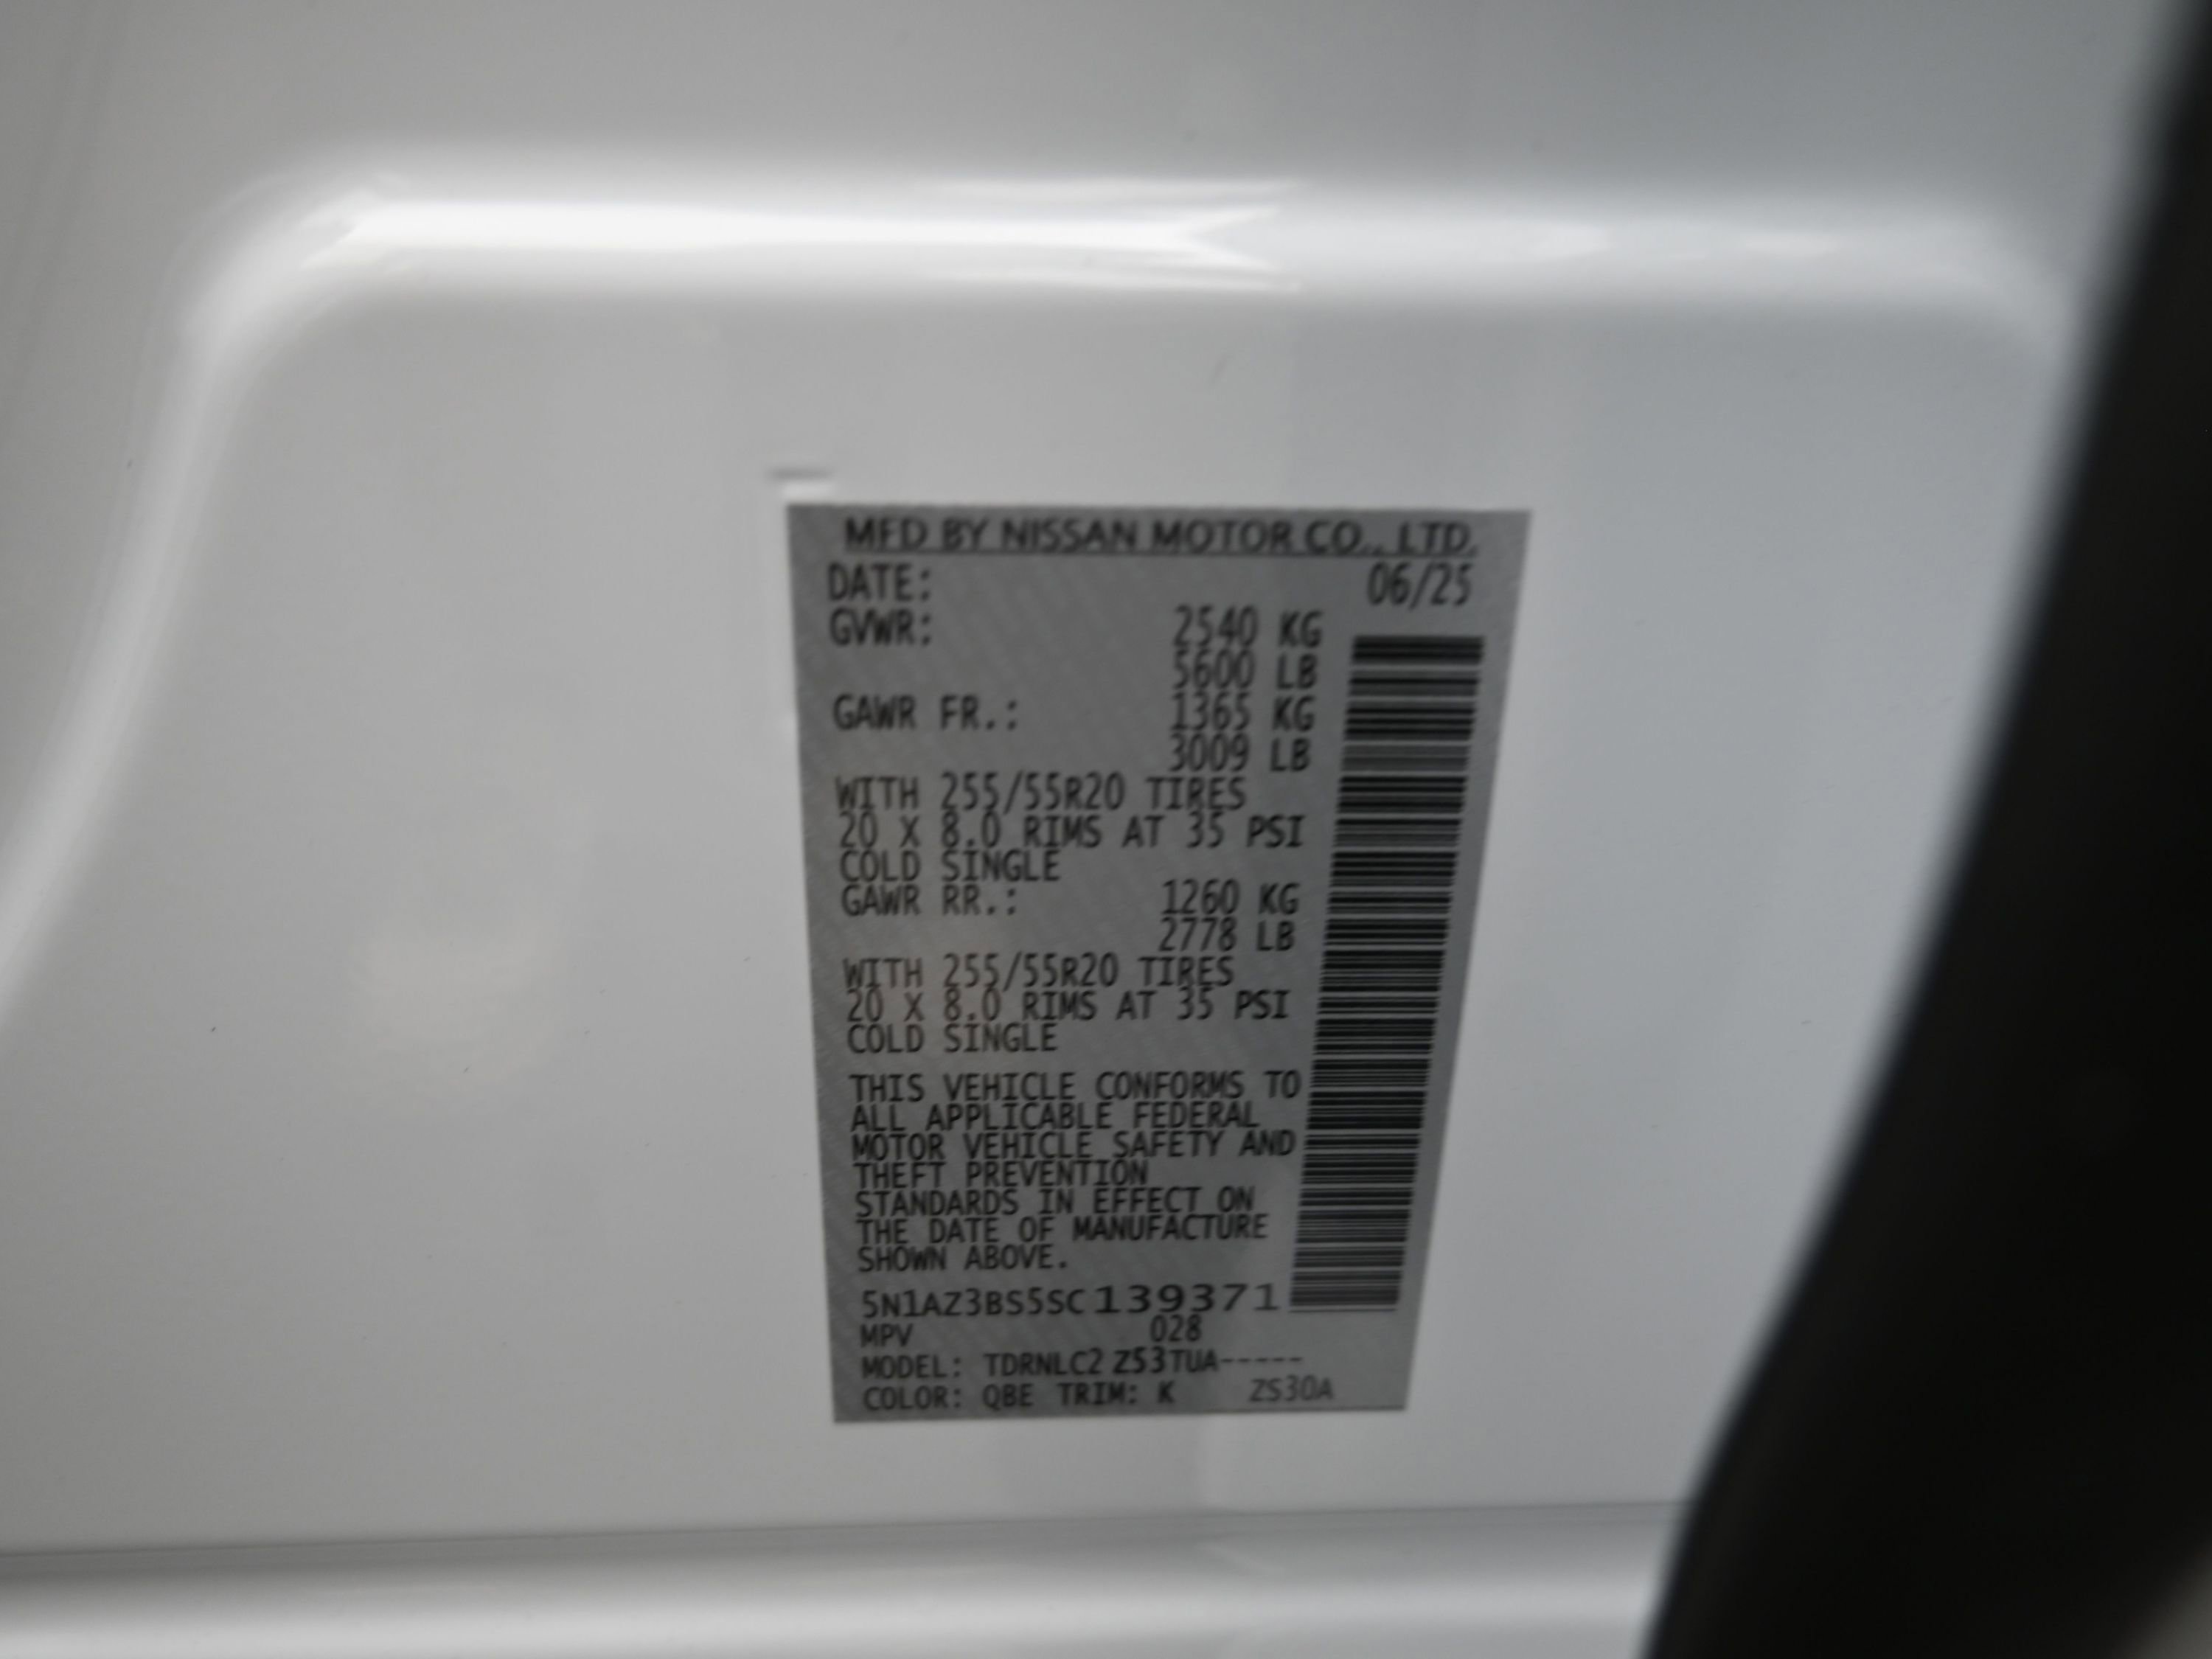 MFD BY NISSAN MOTOR CO., LTD.
DATE: 06/25
GVWR: 2540 KG
5600 LB
GAWR FR.: 1365 KG
3009 LB
WITH 255/55R20 TIRES
20 X 8.0 RIMS AT 35 PSI
COLD SINGLE
GAWR RR.: 1260 KG
2778 LB
WITH 255/55R20 TIRES
20 X 8.0 RIMS AT 35 PSI
COLD SINGLE
THIS VEHICLE CONFORMS TO
ALL APPLICABLE FEDERAL
MOTOR VEHICLE SAFETY AND
THEFT PREVENTION
STANDARDS IN EFFECT ON
THE DATE OF MANUFACTURE
SHOWN ABOVE.
5N1AZ3BS5SC139371
MPV 028
MODEL: TDRNLC2 Z53TUA-----
COLOR: QBE TRIM: K ZS30A